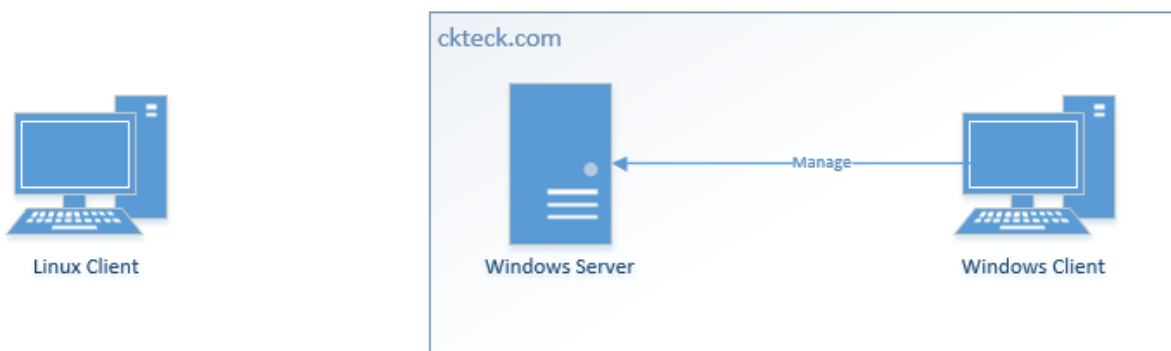 ckteck.com
Manage
Linux Client
Windows Server
Windows Client